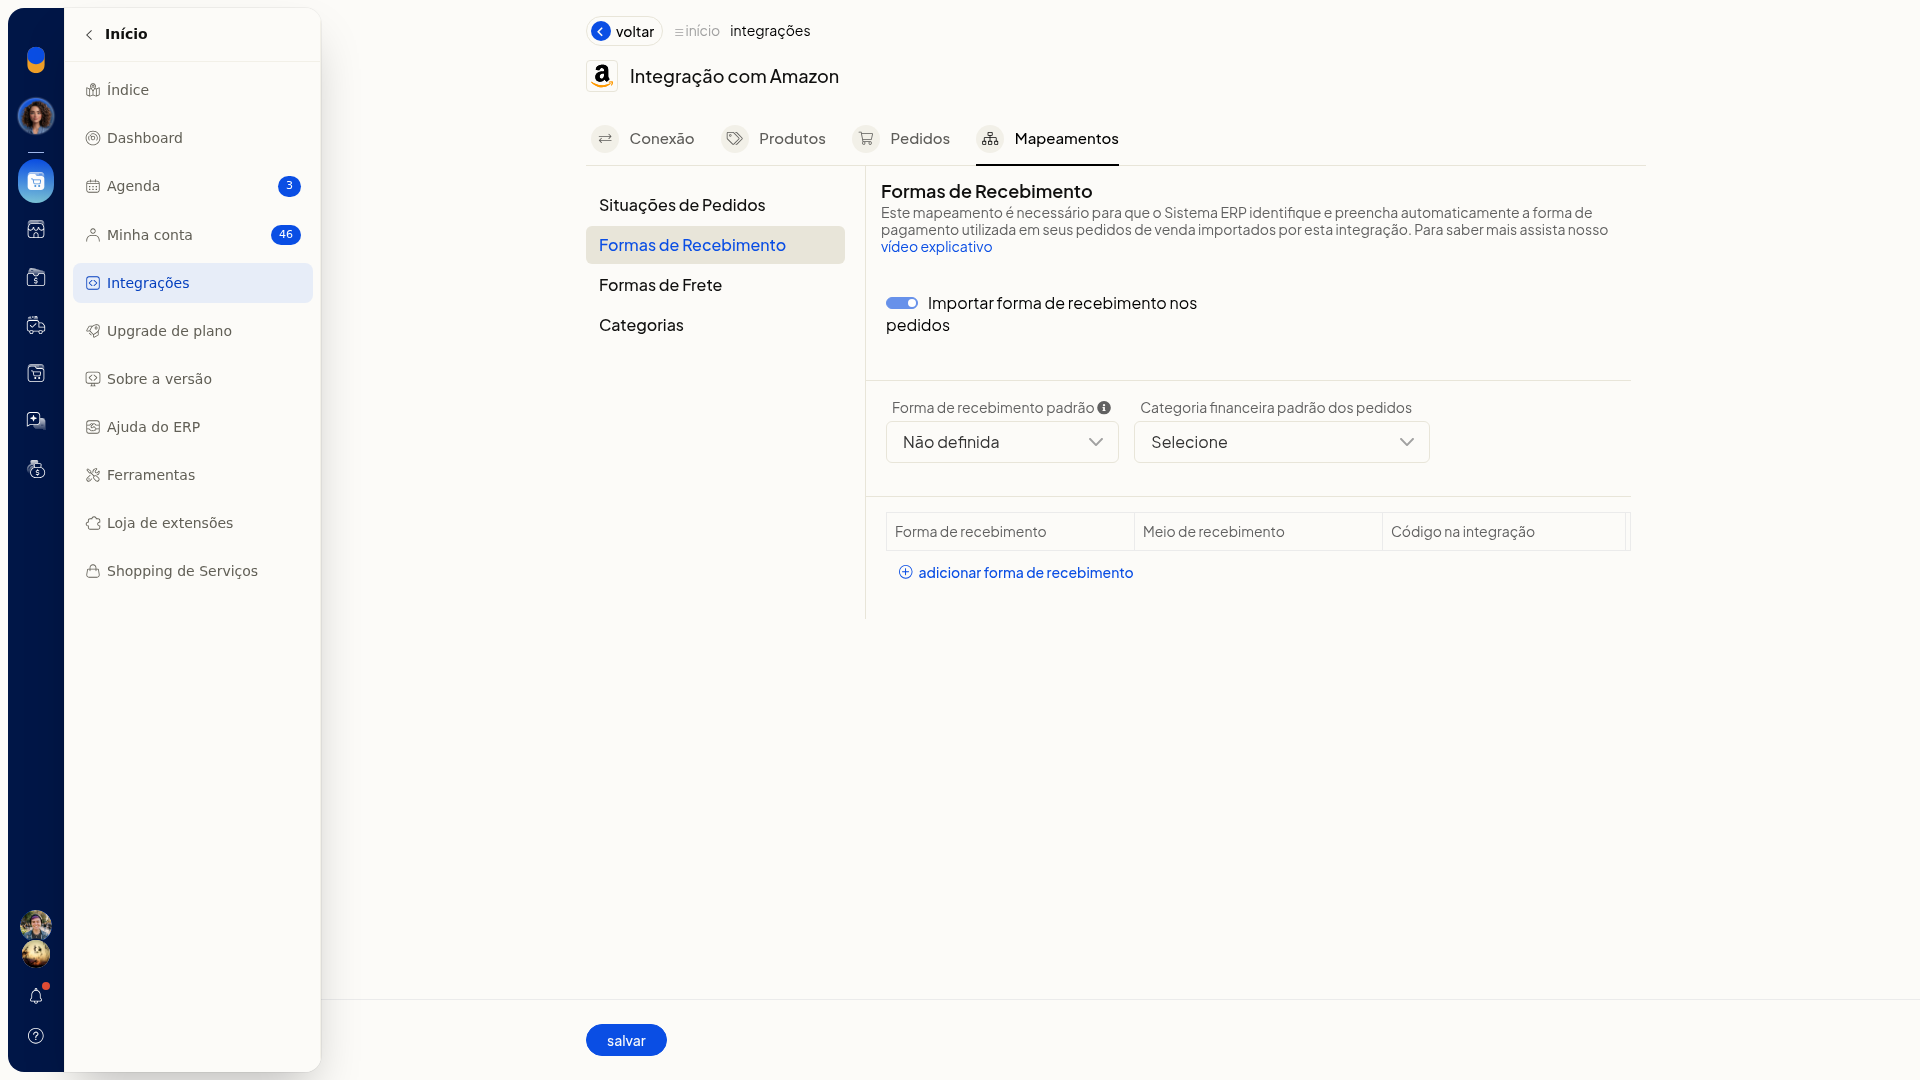 Início
Índice
Dashboard
Agenda
3
Minha conta
46
Integrações
Upgrade de plano
Sobre a versão
Ajuda do ERP
Ferramentas
Loja de extensões
Shopping de Serviços
voltar
início
integrações
Integração com Amazon
Conexão
Produtos
Pedidos
Mapeamentos
Situações de Pedidos
Formas de Recebimento
Formas de Frete
Categorias
Formas de Recebimento
Este mapeamento é necessário para que o Sistema ERP identifique e preencha automaticamente a forma de
pagamento utilizada em seus pedidos de venda importados por esta integração. Para saber mais assista nosso
vídeo explicativo
Importar forma de recebimento nos
pedidos
Forma de recebimento padrão
Categoria financeira padrão dos pedidos
Não definida
Selecione
Forma de recebimento
Meio de recebimento
Código na integração
adicionar forma de recebimento
salvar